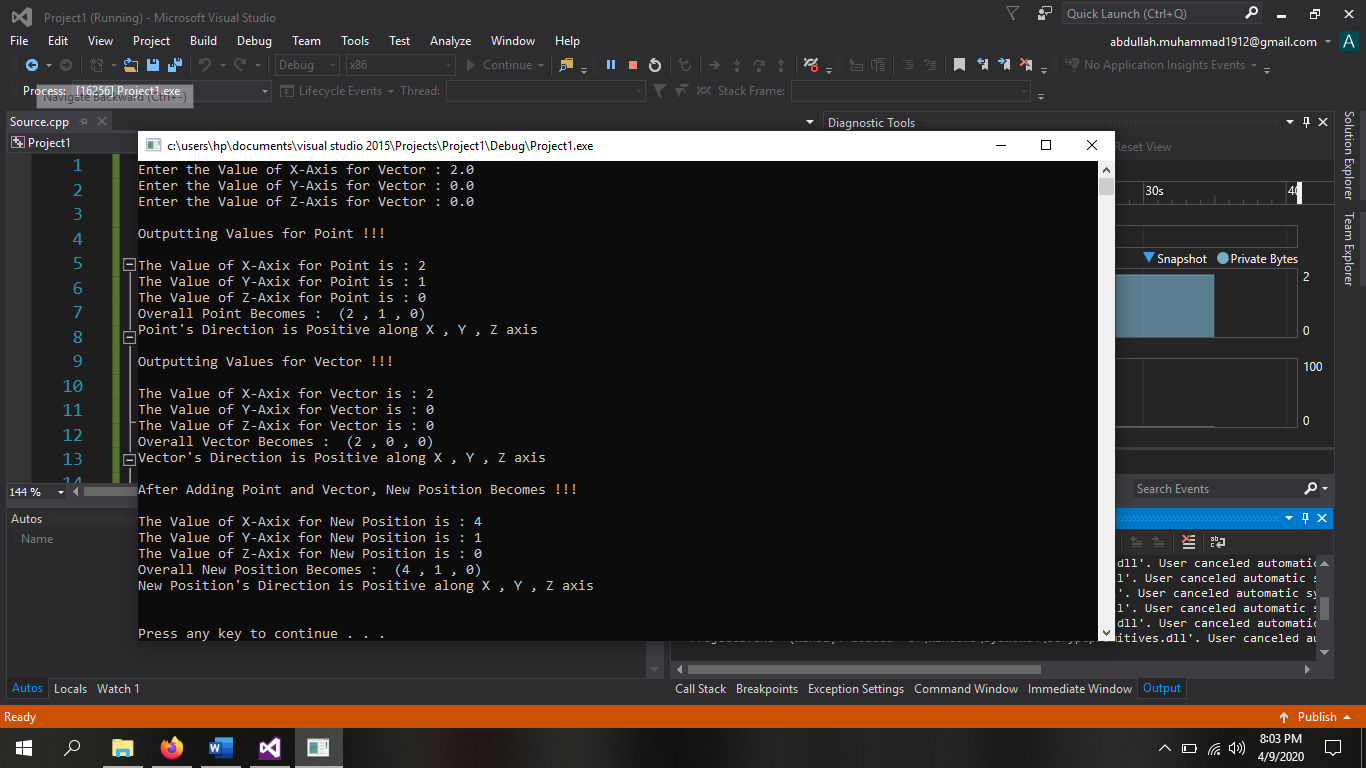 Project1 (Running) - Microsoft Visual Studio
Quick Launch (Ctrl+Q)
File Edit View Project Build Debug Team Tools Test Analyze Window Help
abdullah.muhammad1912@gmail.com A
Debug x86 Continue No Application Insights Events
Process: [16256] Project1.exe Lifecycle Events Thread: Stack Frame:
Navigate Backward (Ctrl+-)
Source.cpp
Diagnostic Tools
Project1
Reset View
Solution Explorer
Team Explorer
c:\users\hp\documents\visual studio 2015\Projects\Project1\Debug\Project1.exe
1
2
3
4
5
6
7
8
9
10
11
12
13
14
Enter the Value of X-Axis for Vector : 2.0
Enter the Value of Y-Axis for Vector : 0.0
Enter the Value of Z-Axis for Vector : 0.0
Outputting Values for Point !!!
The Value of X-Axix for Point is : 2
The Value of Y-Axix for Point is : 1
The Value of Z-Axix for Point is : 0
Overall Point Becomes :  (2 , 1 , 0)
Point's Direction is Positive along X , Y , Z axis
Outputting Values for Vector !!!
The Value of X-Axix for Vector is : 2
The Value of Y-Axix for Vector is : 0
The Value of Z-Axix for Vector is : 0
Overall Vector Becomes :  (2 , 0 , 0)
Vector's Direction is Positive along X , Y , Z axis
After Adding Point and Vector, New Position Becomes !!!
The Value of X-Axix for New Position is : 4
The Value of Y-Axix for New Position is : 1
The Value of Z-Axix for New Position is : 0
Overall New Position Becomes :  (4 , 1 , 0)
New Position's Direction is Positive along X , Y , Z axis
Press any key to continue . . .
30s 40
Snapshot Private Bytes
2
0
100
0
Search Events
144 %
Autos
Name
dll'. User canceled automatic
l'. User canceled automatic s
'. User canceled automatic sy
l'. User canceled automatic s
dll'. User canceled automatic
itives.dll'. User canceled au
Autos Locals Watch 1
Call Stack Breakpoints Exception Settings Command Window Immediate Window Output
Ready
Publish
8:03 PM
4/9/2020